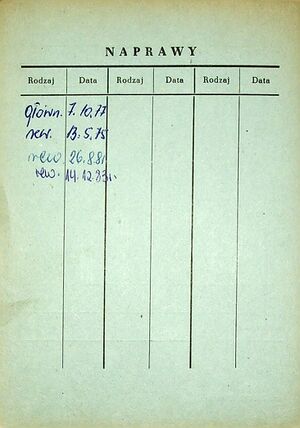 NAPRAWY
Rodzaj Data Rodzaj Data Rodzaj Data
główn. 7.10.77
rew. 13.5.75
rew 26.8.81
rew. 14.12.83r.